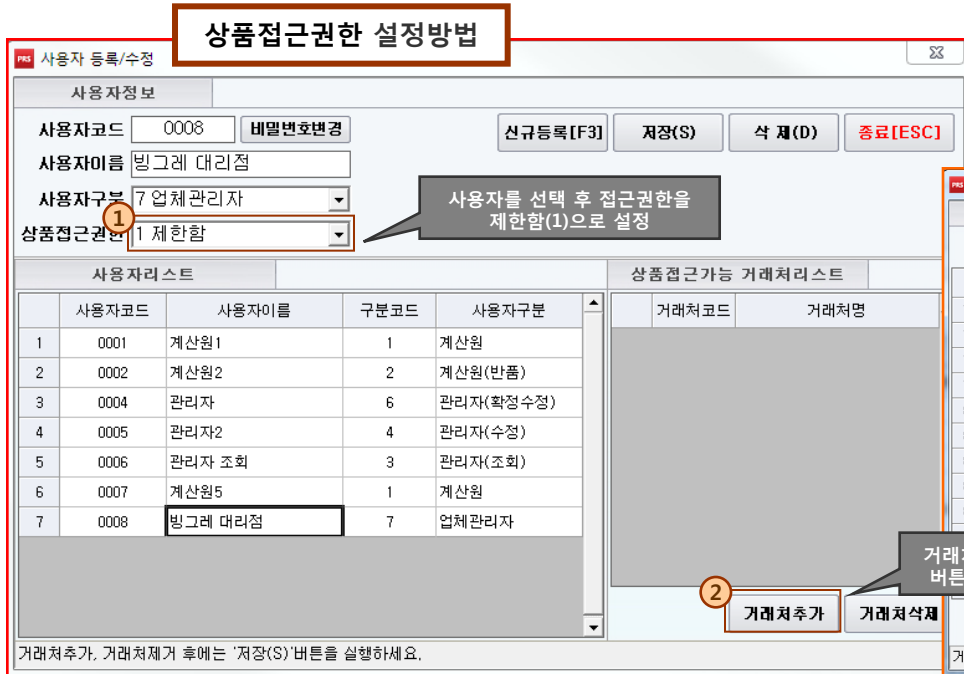 상품접근권한 설정방법
PRS 사용자 등록/수정
사용자정보
사용자코드 0008 비밀번호변경 신규등록[F3] 저장(S) 삭 제(D) 종료[ESC]
사용자이름 빙그레 대리점
사용자구분 7 업체관리자
상품접근권한 1 제한함
1
사용자를 선택 후 접근권한을
제한함(1)으로 설정
PRS
사용자리스트 상품접근가능 거래처리스트
사용자코드 사용자이름 구분코드 사용자구분 거래처코드 거래처명
1 0001 계산원1 1 계산원
2 0002 계산원2 2 계산원(반품)
3 0004 관리자 6 관리자(확정수정)
4 0005 관리자2 4 관리자(수정)
5 0006 관리자 조회 3 관리자(조회)
6 0007 계산원5 1 계산원
7 0008 빙그레 대리점 7 업체관리자
거래
버튼
2
거래처추가 거래처삭제
거래처추가, 거래처제거 후에는 '저장(S)'버튼을 실행하세요.